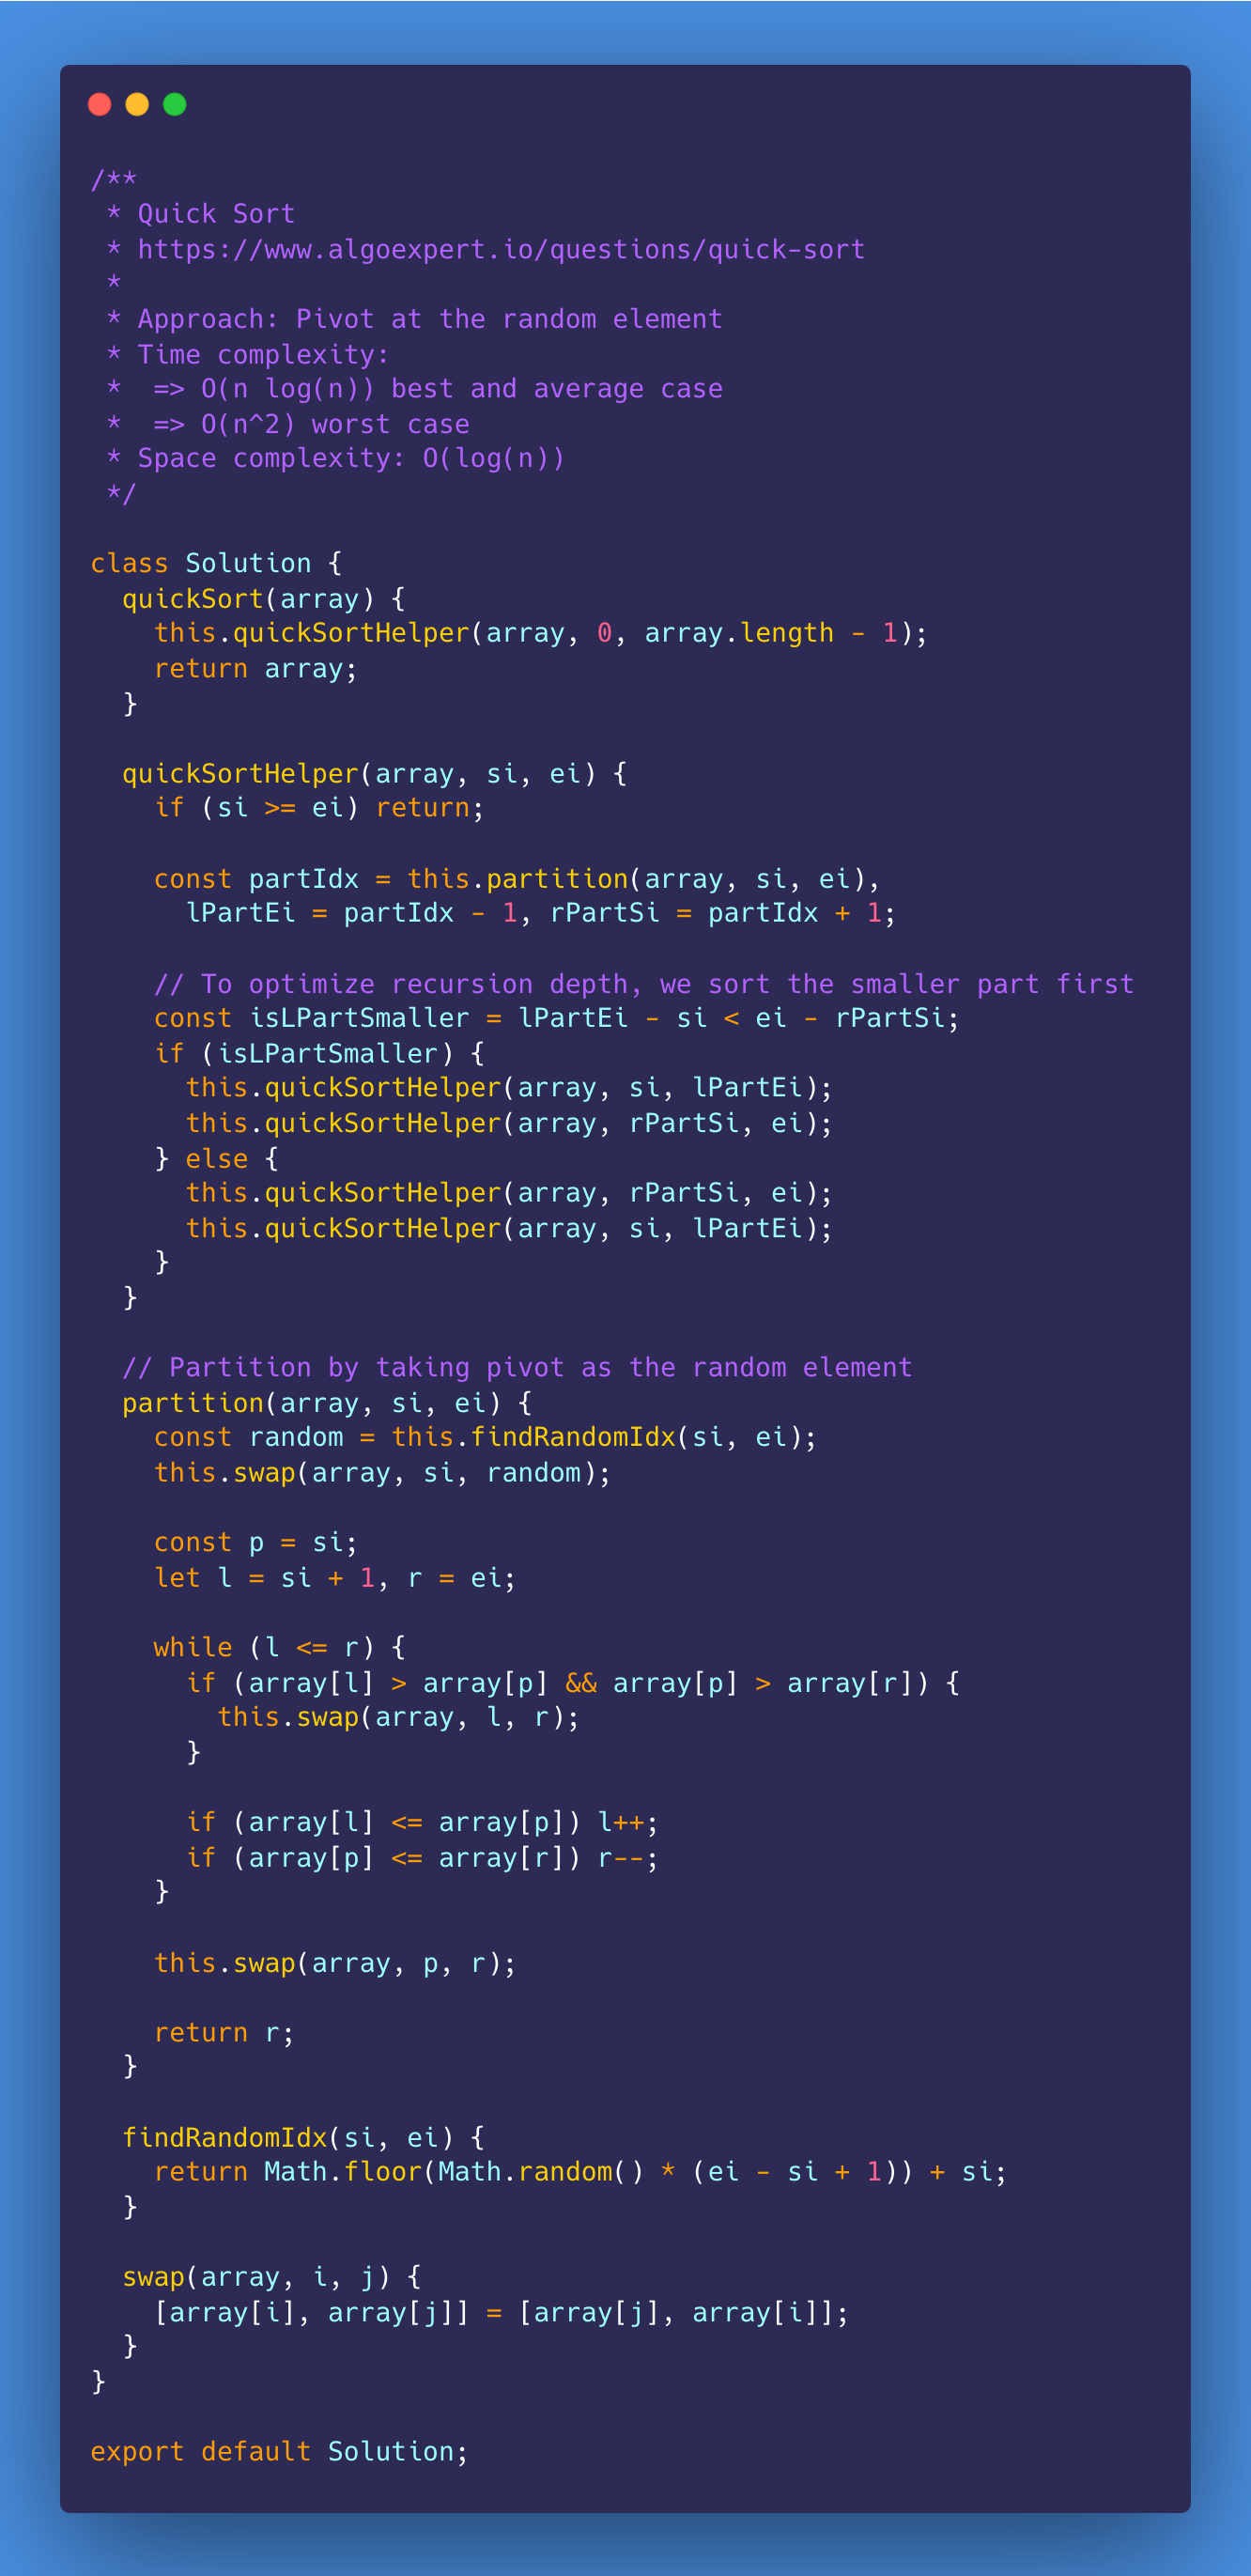 /**
 * Quick Sort
 * https://www.algoexpert.io/questions/quick-sort
 *
 * Approach: Pivot at the random element
 * Time complexity:
 *  => O(n log(n)) best and average case
 *  => O(n^2) worst case
 * Space complexity: O(log(n))
 */

class Solution {
  quickSort(array) {
    this.quickSortHelper(array, 0, array.length - 1);
    return array;
  }

  quickSortHelper(array, si, ei) {
    if (si >= ei) return;

    const partIdx = this.partition(array, si, ei),
      lPartEi = partIdx - 1, rPartSi = partIdx + 1;

    // To optimize recursion depth, we sort the smaller part first
    const isLPartSmaller = lPartEi - si < ei - rPartSi;
    if (isLPartSmaller) {
      this.quickSortHelper(array, si, lPartEi);
      this.quickSortHelper(array, rPartSi, ei);
    } else {
      this.quickSortHelper(array, rPartSi, ei);
      this.quickSortHelper(array, si, lPartEi);
    }
  }

  // Partition by taking pivot as the random element
  partition(array, si, ei) {
    const random = this.findRandomIdx(si, ei);
    this.swap(array, si, random);

    const p = si;
    let l = si + 1, r = ei;

    while (l <= r) {
      if (array[l] > array[p] && array[p] > array[r]) {
        this.swap(array, l, r);
      }

      if (array[l] <= array[p]) l++;
      if (array[p] <= array[r]) r--;
    }

    this.swap(array, p, r);

    return r;
  }

  findRandomIdx(si, ei) {
    return Math.floor(Math.random() * (ei - si + 1)) + si;
  }

  swap(array, i, j) {
    [array[i], array[j]] = [array[j], array[i]];
  }
}

export default Solution;